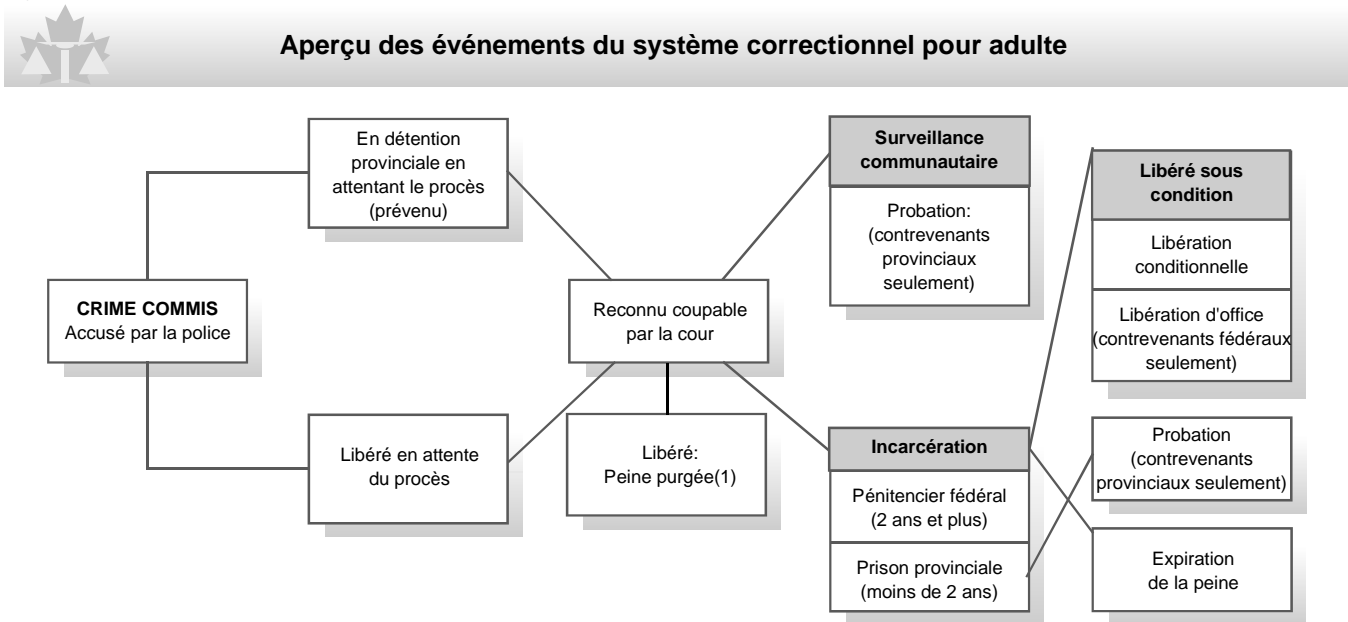 Aperçu des événements du système correctionnel pour adulte
CRIME COMMIS
Accusé par la police
En détention
provinciale en
attentant le procès
(prévenu)
Libéré en attente
du procès
Reconnu coupable
par la cour
Libéré:
Peine purgée(1)
Surveillance
communautaire
Probation:
(contrevenants
provinciaux
seulement)
Incarcération
Pénitencier fédéral
(2 ans et plus)
Prison provinciale
(moins de 2 ans)
Libéré sous
condition
Libération
conditionnelle
Libération d'office
(contrevenants fédéraux
seulement)
Probation
(contrevenants
provinciaux seulement)
Expiration
de la peine